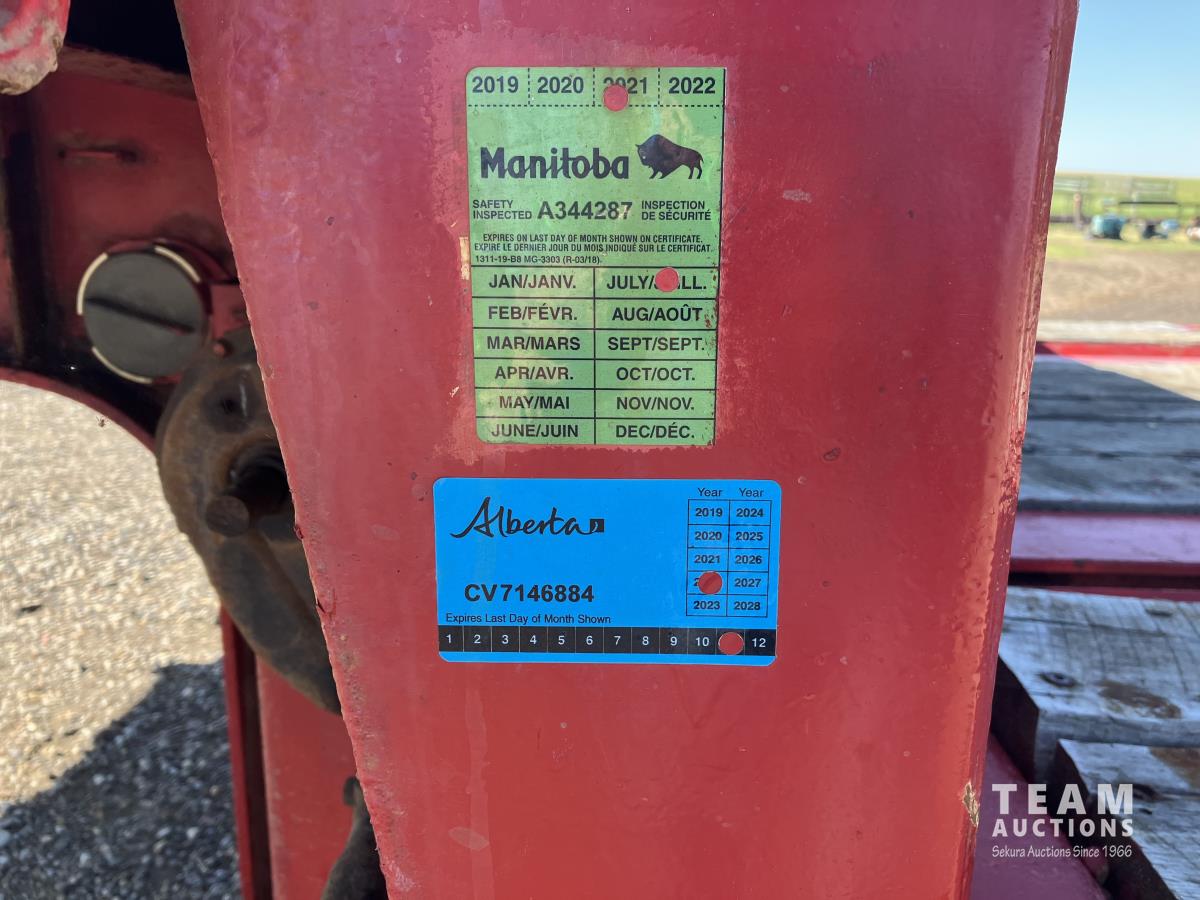 2019 2020 2021 2022
Manitoba
SAFETY INSPECTED A344287 INSPECTION DE SÉCURITÉ
EXPIRES ON LAST DAY OF MONTH SHOWN ON CERTIFICATE.
EXPIRE LE DERNIER JOUR DU MOIS INDIQUÉ SUR LE CERTIFICAT.
1311-19-B8 MG-3303 (R-03/18)
JAN/JANV. JULY/JUILL.
FEB/FÉVR. AUG/AOÛT
MAR/MARS SEPT/SEPT.
APR/AVR. OCT/OCT.
MAY/MAI NOV/NOV.
JUNE/JUIN DEC/DÉC.
Alberta
Year Year
2019 2024
2020 2025
2021 2026
2027
2023 2028
CV7146884
Expires Last Day of Month Shown
1 2 3 4 5 6 7 8 9 10 12
TEAM
AUCTIONS
Sekura Auctions Since 1966